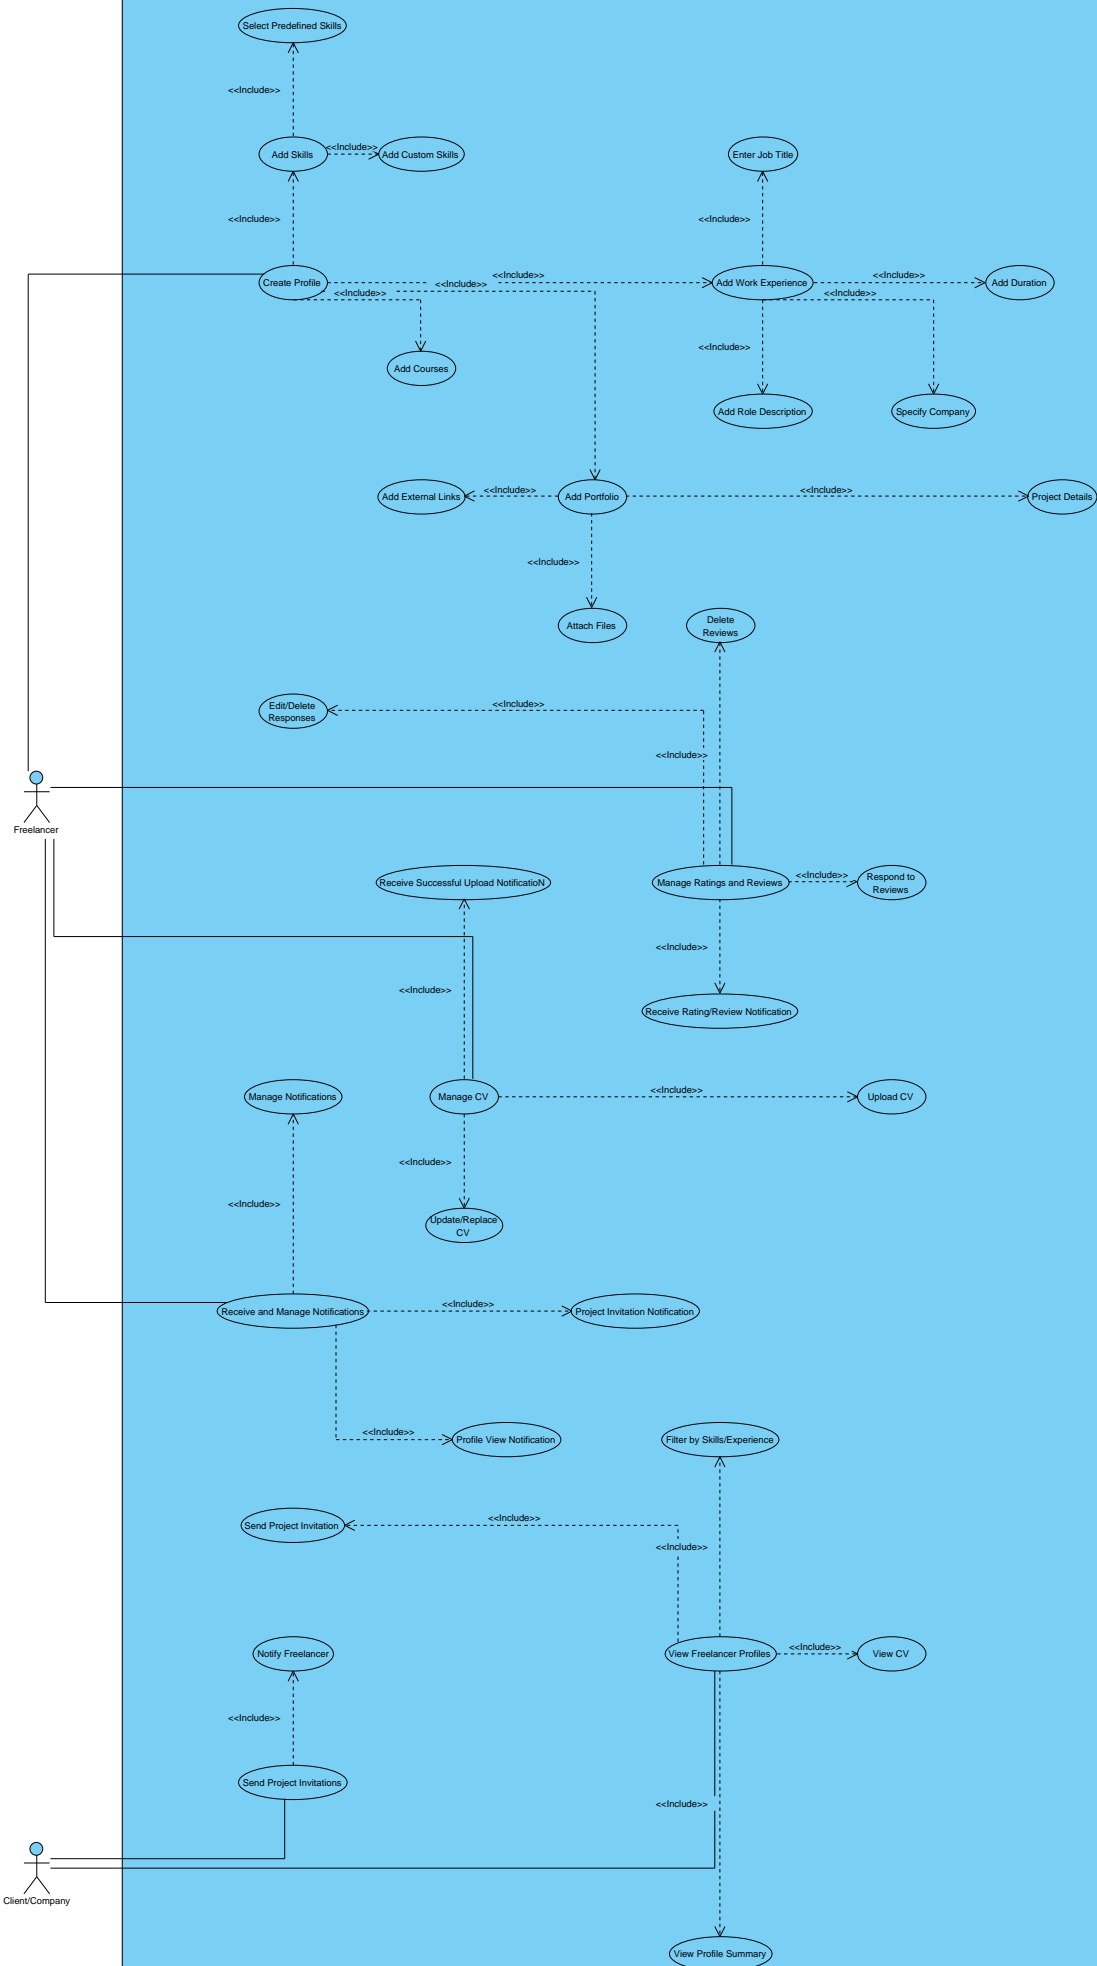 Select Predefined Skills
<<Include>>
Add Skills
<<Include>>
Add Custom Skills
Enter Job Title
<<Include>>
<<Include>>
Create Profile
<<Include>>
<<Include>>
<<Include>>
Add Work Experience
<<Include>>
Add Duration
<<Include>>
<<Include>>
Add Courses
Add Role Description
Specify Company
Add External Links
<<Include>>
Add Portfolio
<<Include>>
Project Details
<<Include>>
Attach Files
Delete
Reviews
Edit/Delete
Responses
<<Include>>
<<Include>>
Freelancer
Receive Successful Upload NotificatioN
Manage Ratings and Reviews
<<Include>>
Respond to
Reviews
<<Include>>
<<Include>>
Receive Rating/Review Notification
Manage Notifications
Manage CV
<<Include>>
Upload CV
<<Include>>
<<Include>>
Update/Replace
CV
Receive and Manage Notifications
<<Include>>
Project Invitation Notification
<<Include>>
Profile View Notification
Filter by Skills/Experience
Send Project Invitation
<<Include>>
<<Include>>
Notify Freelancer
View Freelancer Profiles
<<Include>>
View CV
<<Include>>
Send Project Invitations
<<Include>>
Client/Company
View Profile Summary